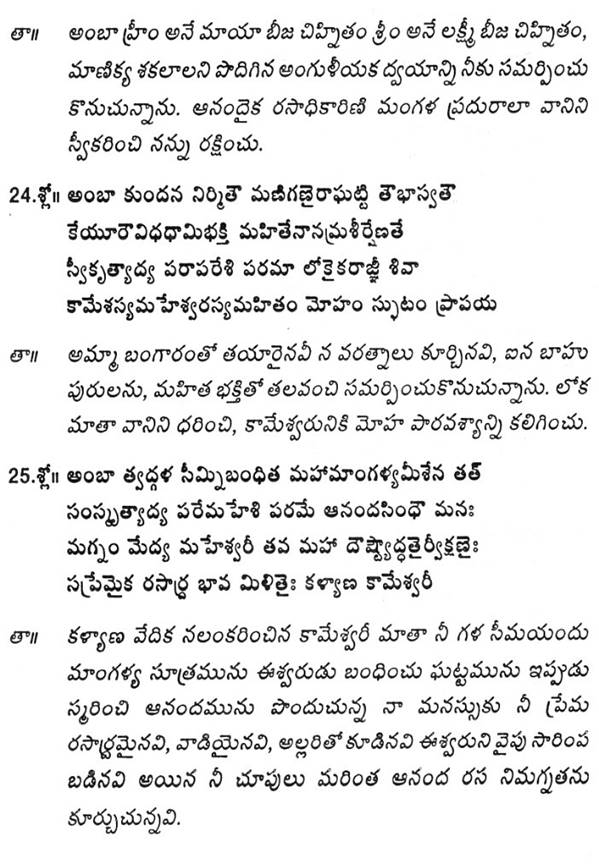 తా॥ అంబా హ్రీం అనే మాయా బీజ చిహ్నితం శ్రీం అనే లక్ష్మీ బీజ చిహ్నితం,
మాణిక్య శకలాలని పొదిగిన అంగుళీయక ద్వయాన్ని నీకు సమర్పించు
కొనుచున్నాను. ఆనందైక రసాధికారిణి మంగళ ప్రదురాలా వానిని
స్వీకరించి నన్ను రక్షించు.
24.శ్లో॥ అంబా కుందన నిర్మితౌ మణిగణైరాఘట్టి తౌభాస్వతౌ
కేయూరౌవిధధామిభక్తి మహితేనానమ్రశీర్షేణతే
స్వీకృత్యాద్య పరాపరేశి పరమా లోకైకరాజ్ఞీ శివా
కామేశస్యమహేశ్వరస్యమహితం మోహం స్ఫుటం ప్రాపయ
తా॥ అమ్మా బంగారంతో తయారైనవీ న వరత్నాలు కూర్చినవి, ఐన బాహు
పురులను, మహిత భక్తితో తలవంచి సమర్పించుకొనుచున్నాను. లోక
మాతా వానిని ధరించి, కామేశ్వరునికి మోహ పారవశ్యాన్ని కలిగించు.
25.శ్లో॥ అంబా త్వద్గళ సీమ్నిబంధిత మహామాంగళ్యమీశేన తత్
సంస్మృత్యాద్య పరేమహేశి పరమే ఆనందసింధౌ మనః
మగ్నం మేద్య మహేశ్వరీ తవ మహా దౌష్ట్యోద్ధతైర్వీక్షణైః
సప్రేమైక రసార్ద్ర భావ మిళితైః కళ్యాణ కామేశ్వరీ
తా॥ కళ్యాణ వేదిక నలంకరించిన కామేశ్వరీ మాతా నీ గళ సీమయందు
మాంగళ్య సూత్రమును ఈశ్వరుడు బంధించు ఘట్టమును ఇప్పుడు
స్మరించి ఆనందమును పొందుచున్న నా మనస్సుకు నీ ప్రేమ
రసార్ద్రమైనవి, వాడియైనవి, అల్లరితో కూడినవి ఈశ్వరుని వైపు సారింప
బడినవి అయిన నీ చూపులు మరింత ఆనంద రస నిమగ్నతను
కూర్చుచున్నవి.